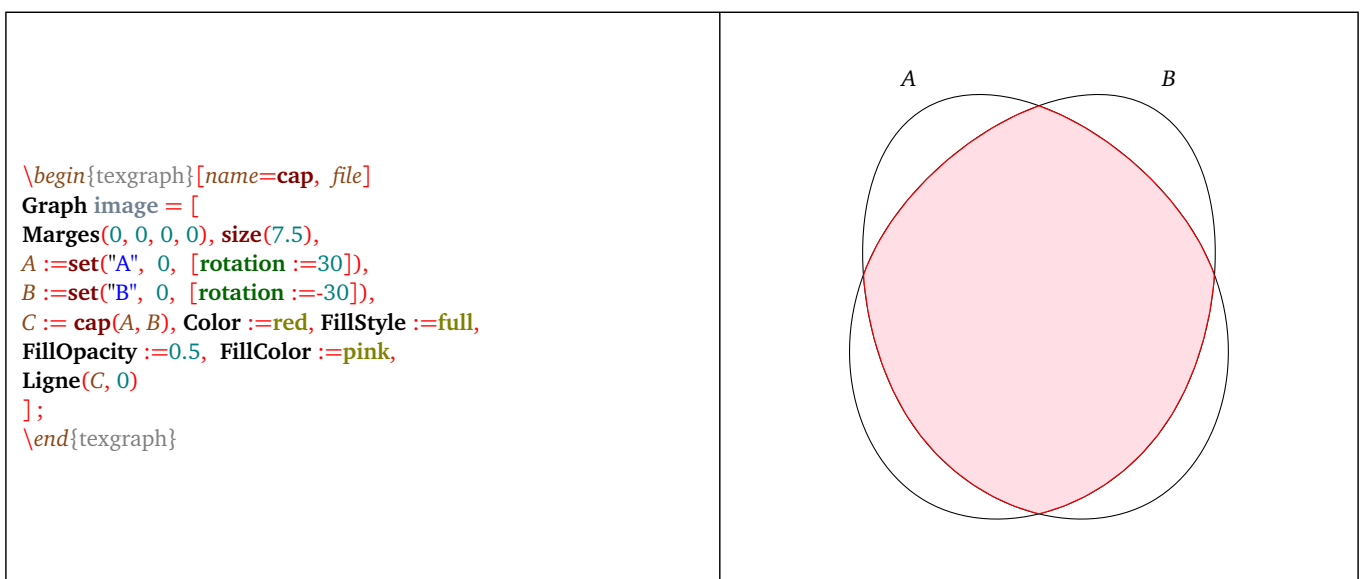 \begin{texgraph}[name=cap, file]
Graph image = [
Marges(0, 0, 0, 0), size(7.5),
A :=set("A", 0, [rotation :=30]),
B :=set("B", 0, [rotation :=-30]),
C := cap(A, B), Color :=red, FillStyle :=full,
FillOpacity :=0.5, FillColor :=pink,
Ligne(C, 0)
] ;
\end{texgraph}
A
B